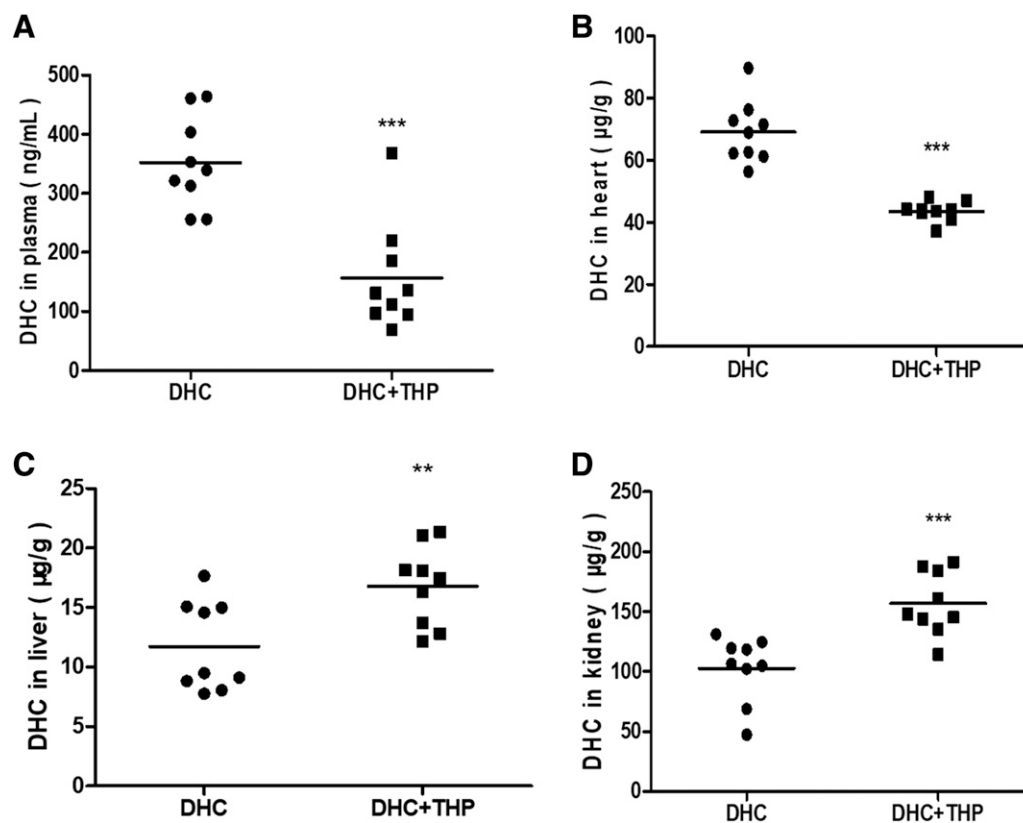 A
DHC in plasma ( ng/mL )
500
400
300
200
100
0
***
DHC
DHC+THP
B
DHC in heart ( µg/g )
100
80
60
40
20
0
***
DHC
DHC+THP
C
DHC in liver ( µg/g )
25
20
15
10
5
0
**
DHC
DHC+THP
D
DHC in kidney ( µg/g )
250
200
150
100
50
0
***
DHC
DHC+THP